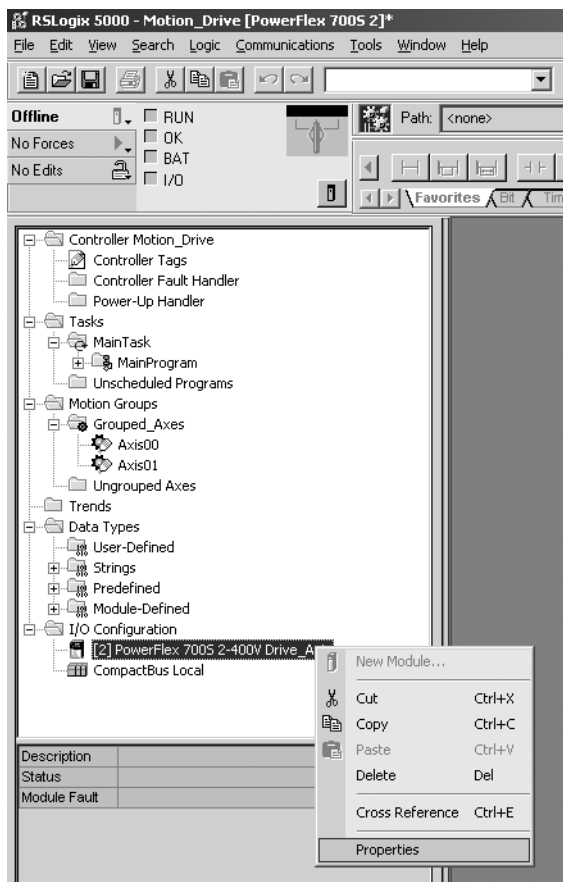 RSLogix 5000 - Motion_Drive [PowerFlex 700S 2]*
File Edit View Search Logic Communications Tools Window Help
Offline
RUN
No Forces
OK
No Edits
BAT
I/O
Path: <none>
Favorites Bit Tim
Controller Motion_Drive
Controller Tags
Controller Fault Handler
Power-Up Handler
Tasks
MainTask
MainProgram
Unscheduled Programs
Motion Groups
Grouped_Axes
Axis00
Axis01
Ungrouped Axes
Trends
Data Types
User-Defined
Strings
Predefined
Module-Defined
I/O Configuration
[2] PowerFlex 700S 2-400V Drive_A
CompactBus Local
New Module...
Cut Ctrl+X
Copy Ctrl+C
Paste Ctrl+V
Delete Del
Cross Reference Ctrl+E
Properties
Description
Status
Module Fault